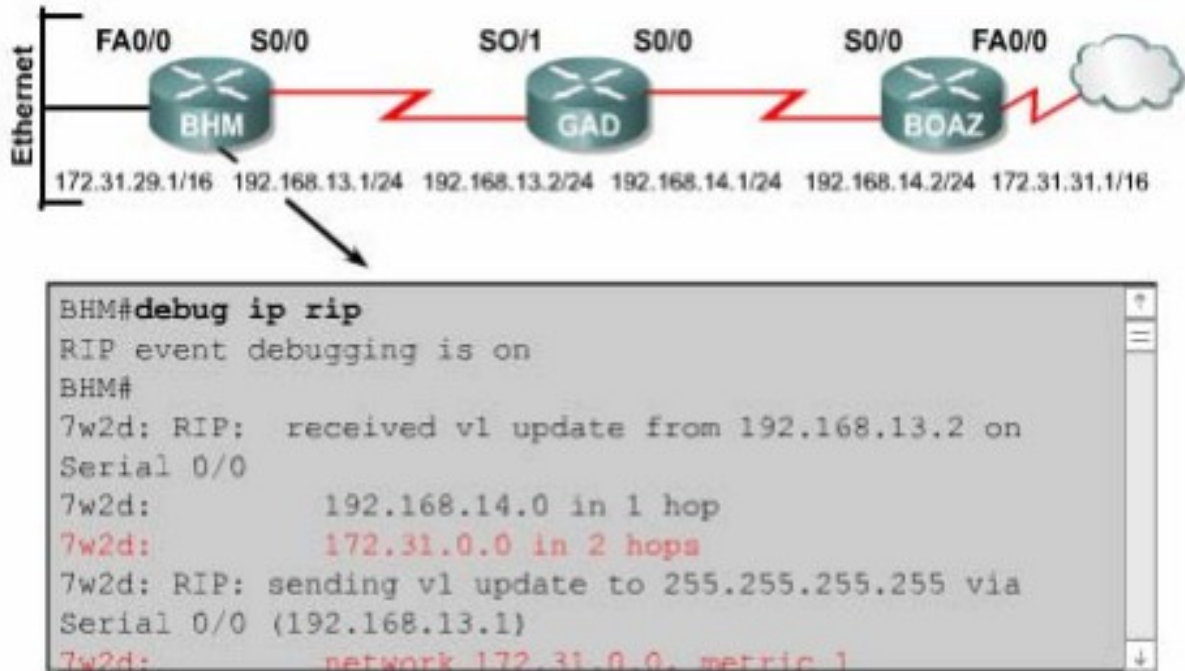 FA0/0 S0/0 SO/1 S0/0 S0/0 FA0/0
Ethernet
BHM GAD BOAZ
172.31.29.1/16 192.168.13.1/24 192.168.13.2/24 192.168.14.1/24 192.168.14.2/24 172.31.31.1/16
BHM#debug ip rip
RIP event debugging is on
BHM#
7w2d: RIP: received v1 update from 192.168.13.2 on
Serial 0/0
7w2d: 192.168.14.0 in 1 hop
7w2d: 172.31.0.0 in 2 hops
7w2d: RIP: sending v1 update to 255.255.255.255 via
Serial 0/0 (192.168.13.1)
7w2d: network 172.31.0.0, metric 1